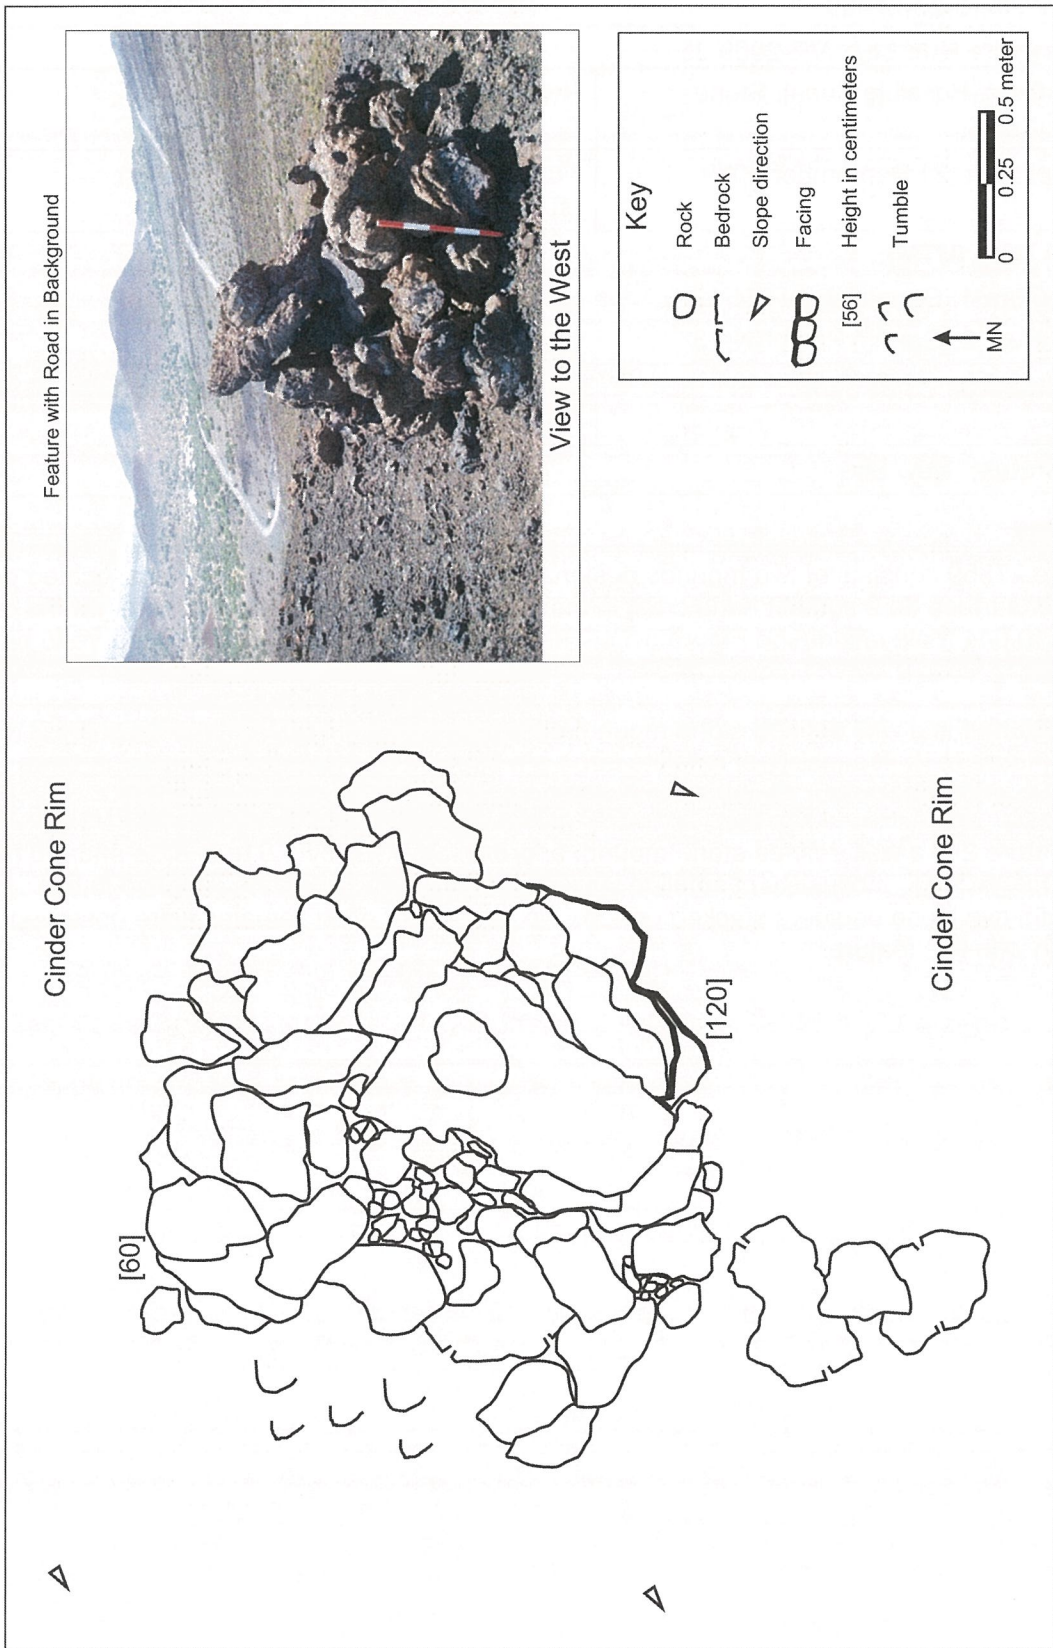 Feature with Road in Background
View to the West
Cinder Cone Rim
[60]
[120]
Cinder Cone Rim
Key
Rock
Bedrock
Slope direction
Facing
[56] Height in centimeters
Tumble
MN
0 0.25 0.5 meter